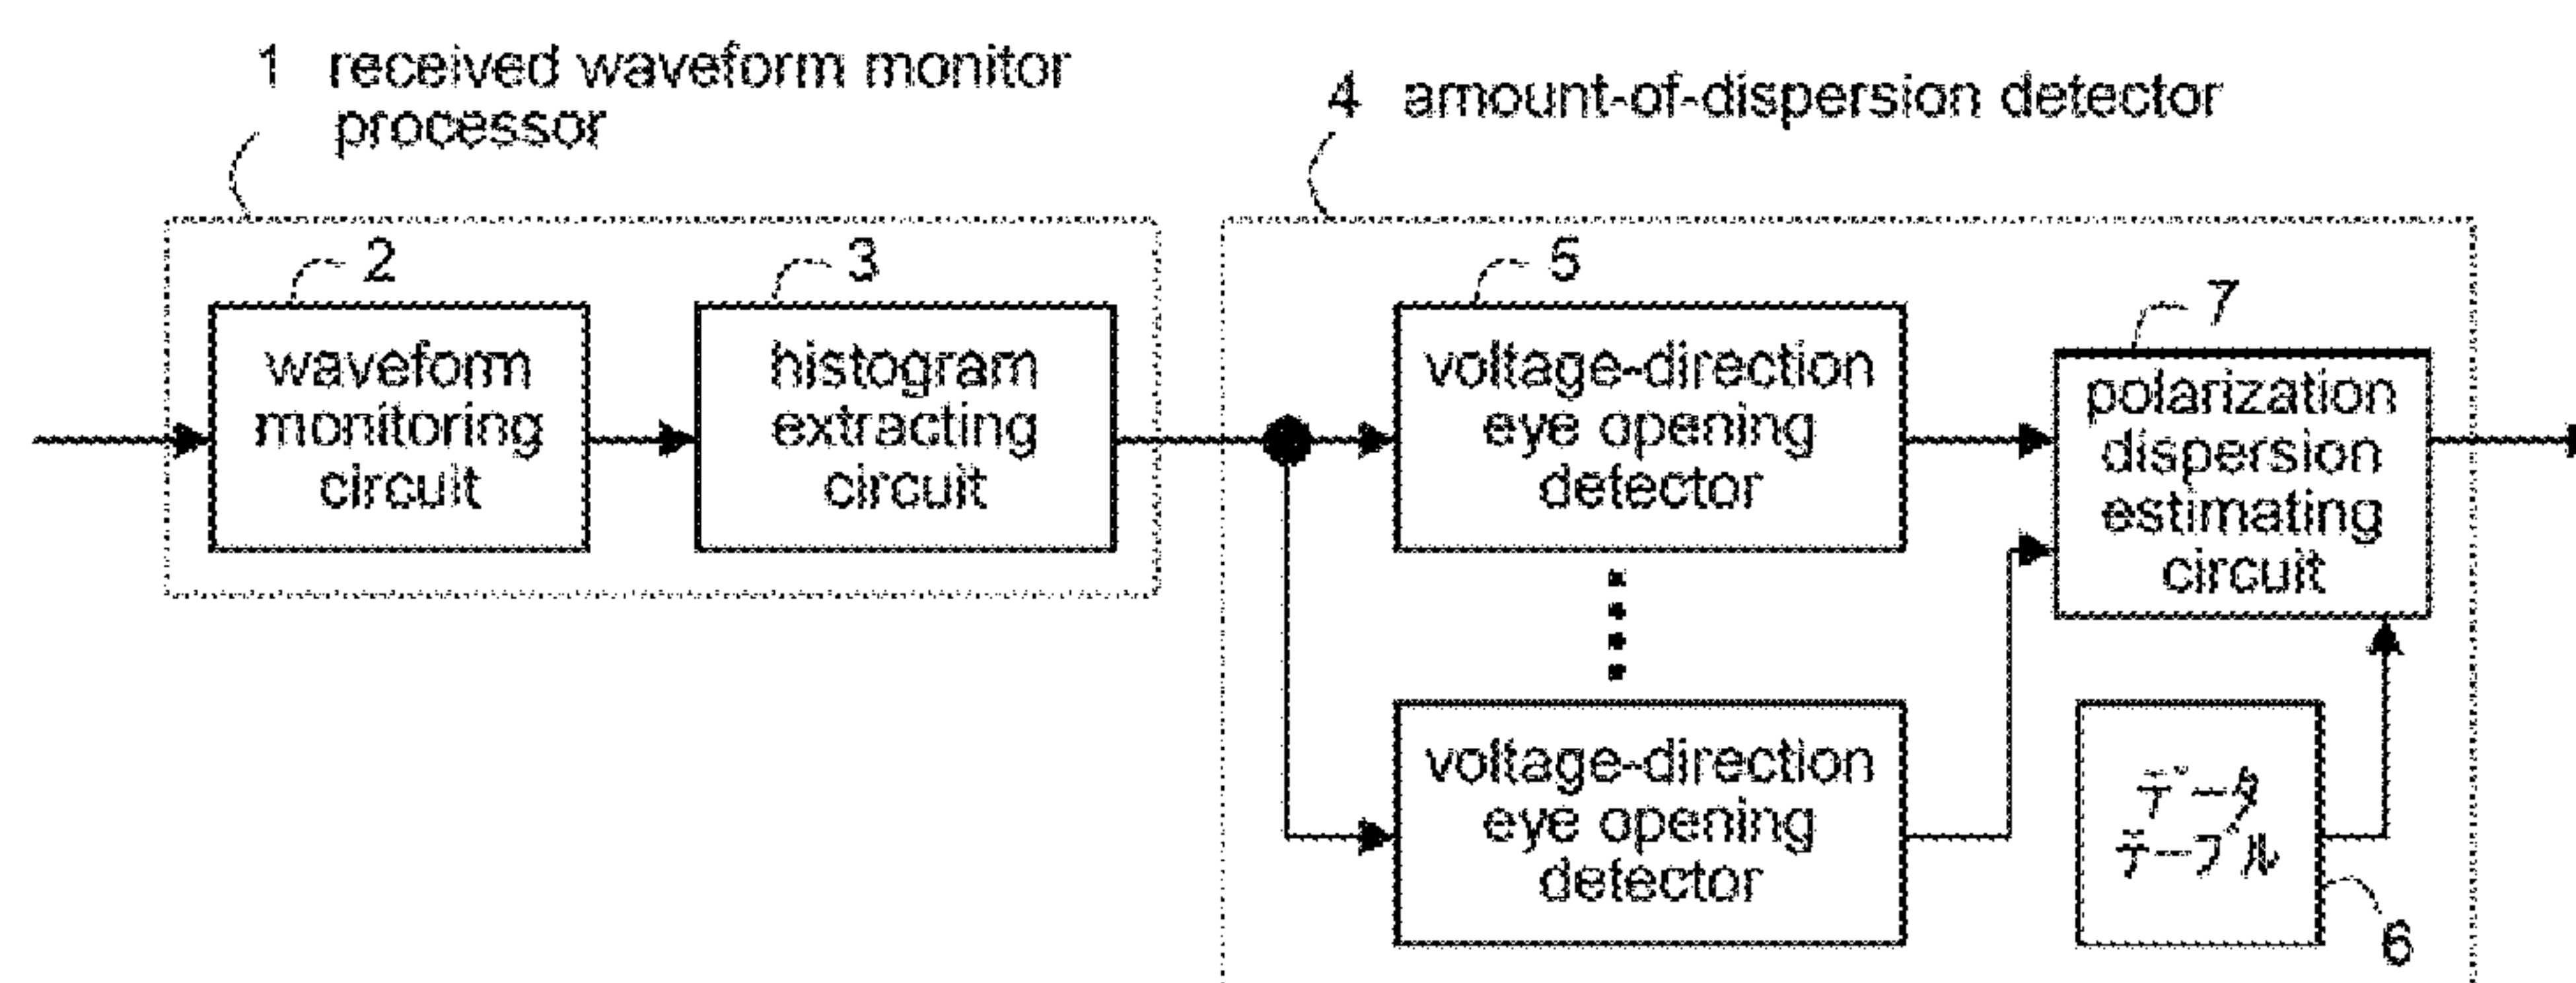 1 received waveform monitor
processor
4 amount-of-dispersion detector
2
3
5
7
waveform
monitoring
circuit
histogram
extracting
circuit
voltage-direction
eye opening
detector
polarization
dispersion
estimating
circuit
voltage-direction
eye opening
detector
データ
テーブル
6